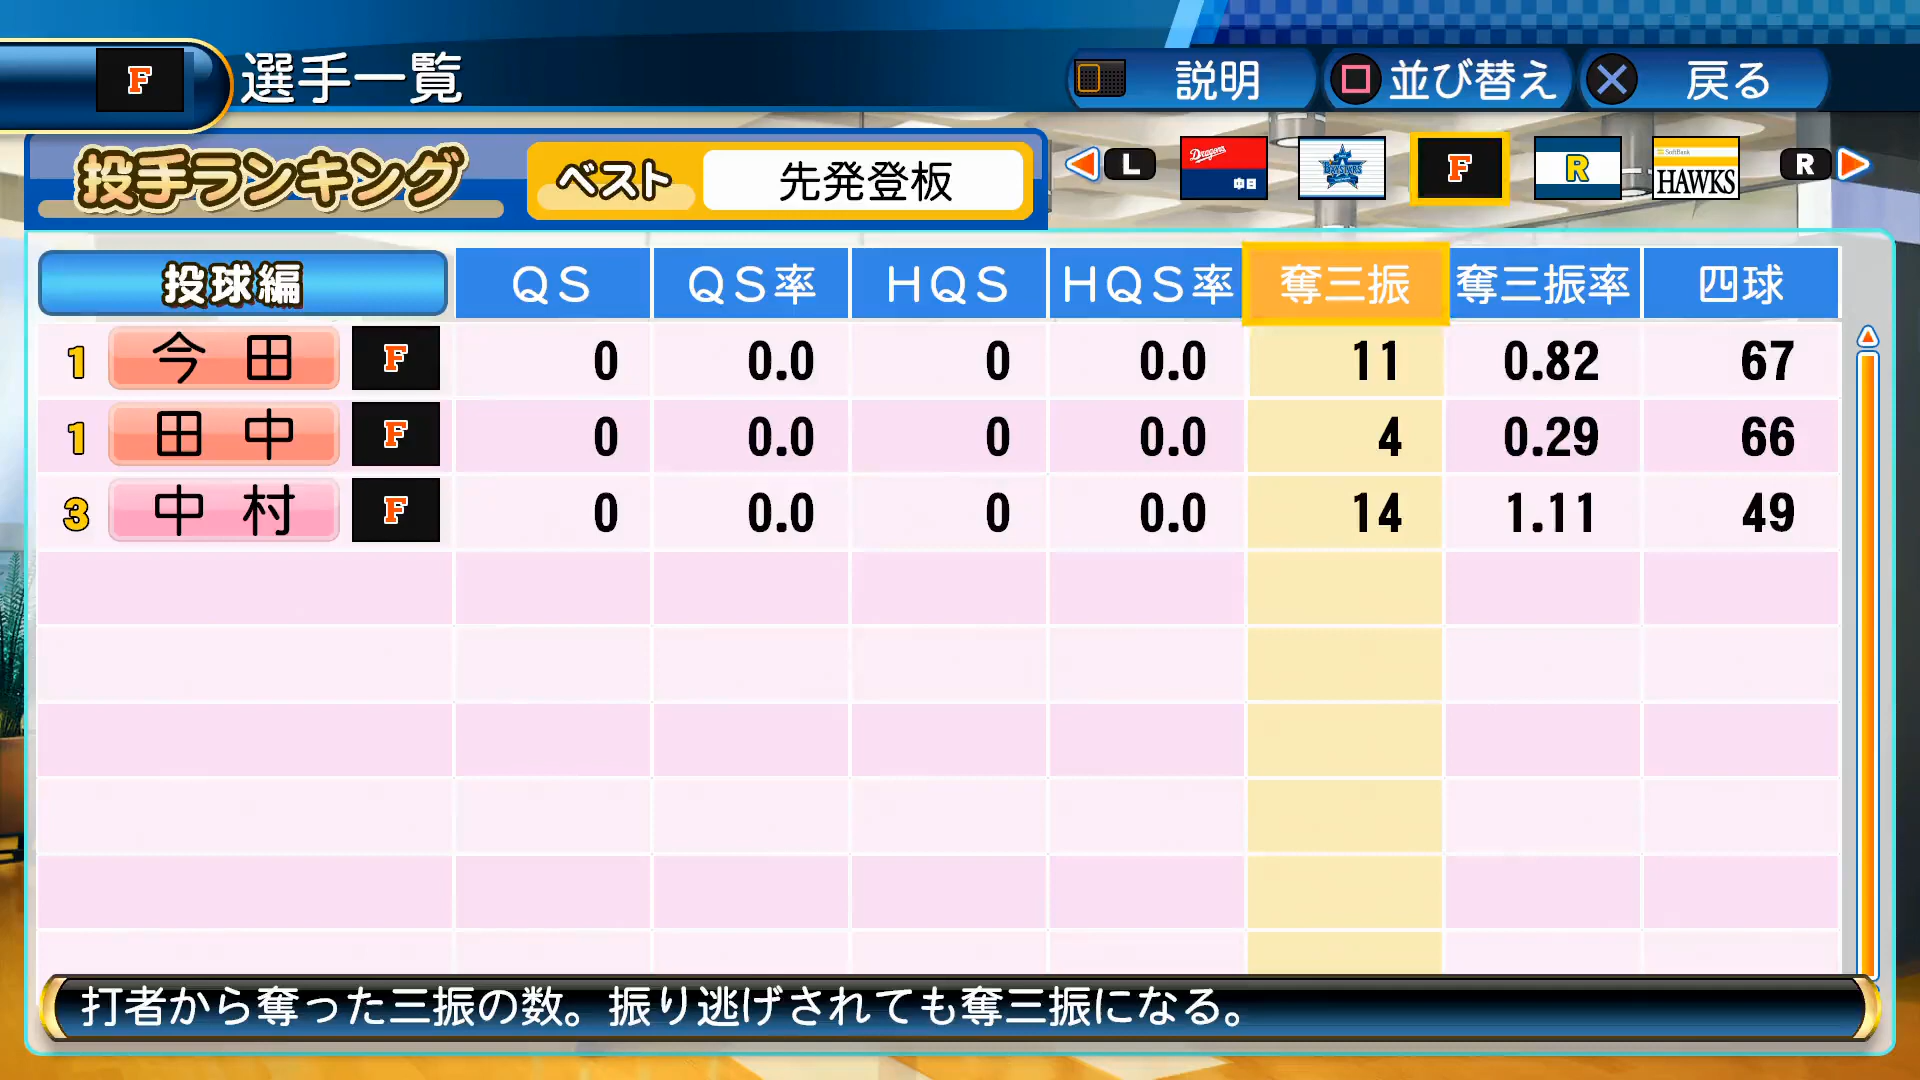 F 選手一覧 説明 並び替え 戻る
投手ランキング ベスト 先発登板 L Dragons 中日 BAYSTARS F R SoftBank HAWKS R
投球編 QS QS率 HQS HQS率 奪三振 奪三振率 四球
1 今田 F 0 0.0 0 0.0 11 0.82 67
1 田中 F 0 0.0 0 0.0 4 0.29 66
3 中村 F 0 0.0 0 0.0 14 1.11 49
打者から奪った三振の数。振り逃げされても奪三振になる。